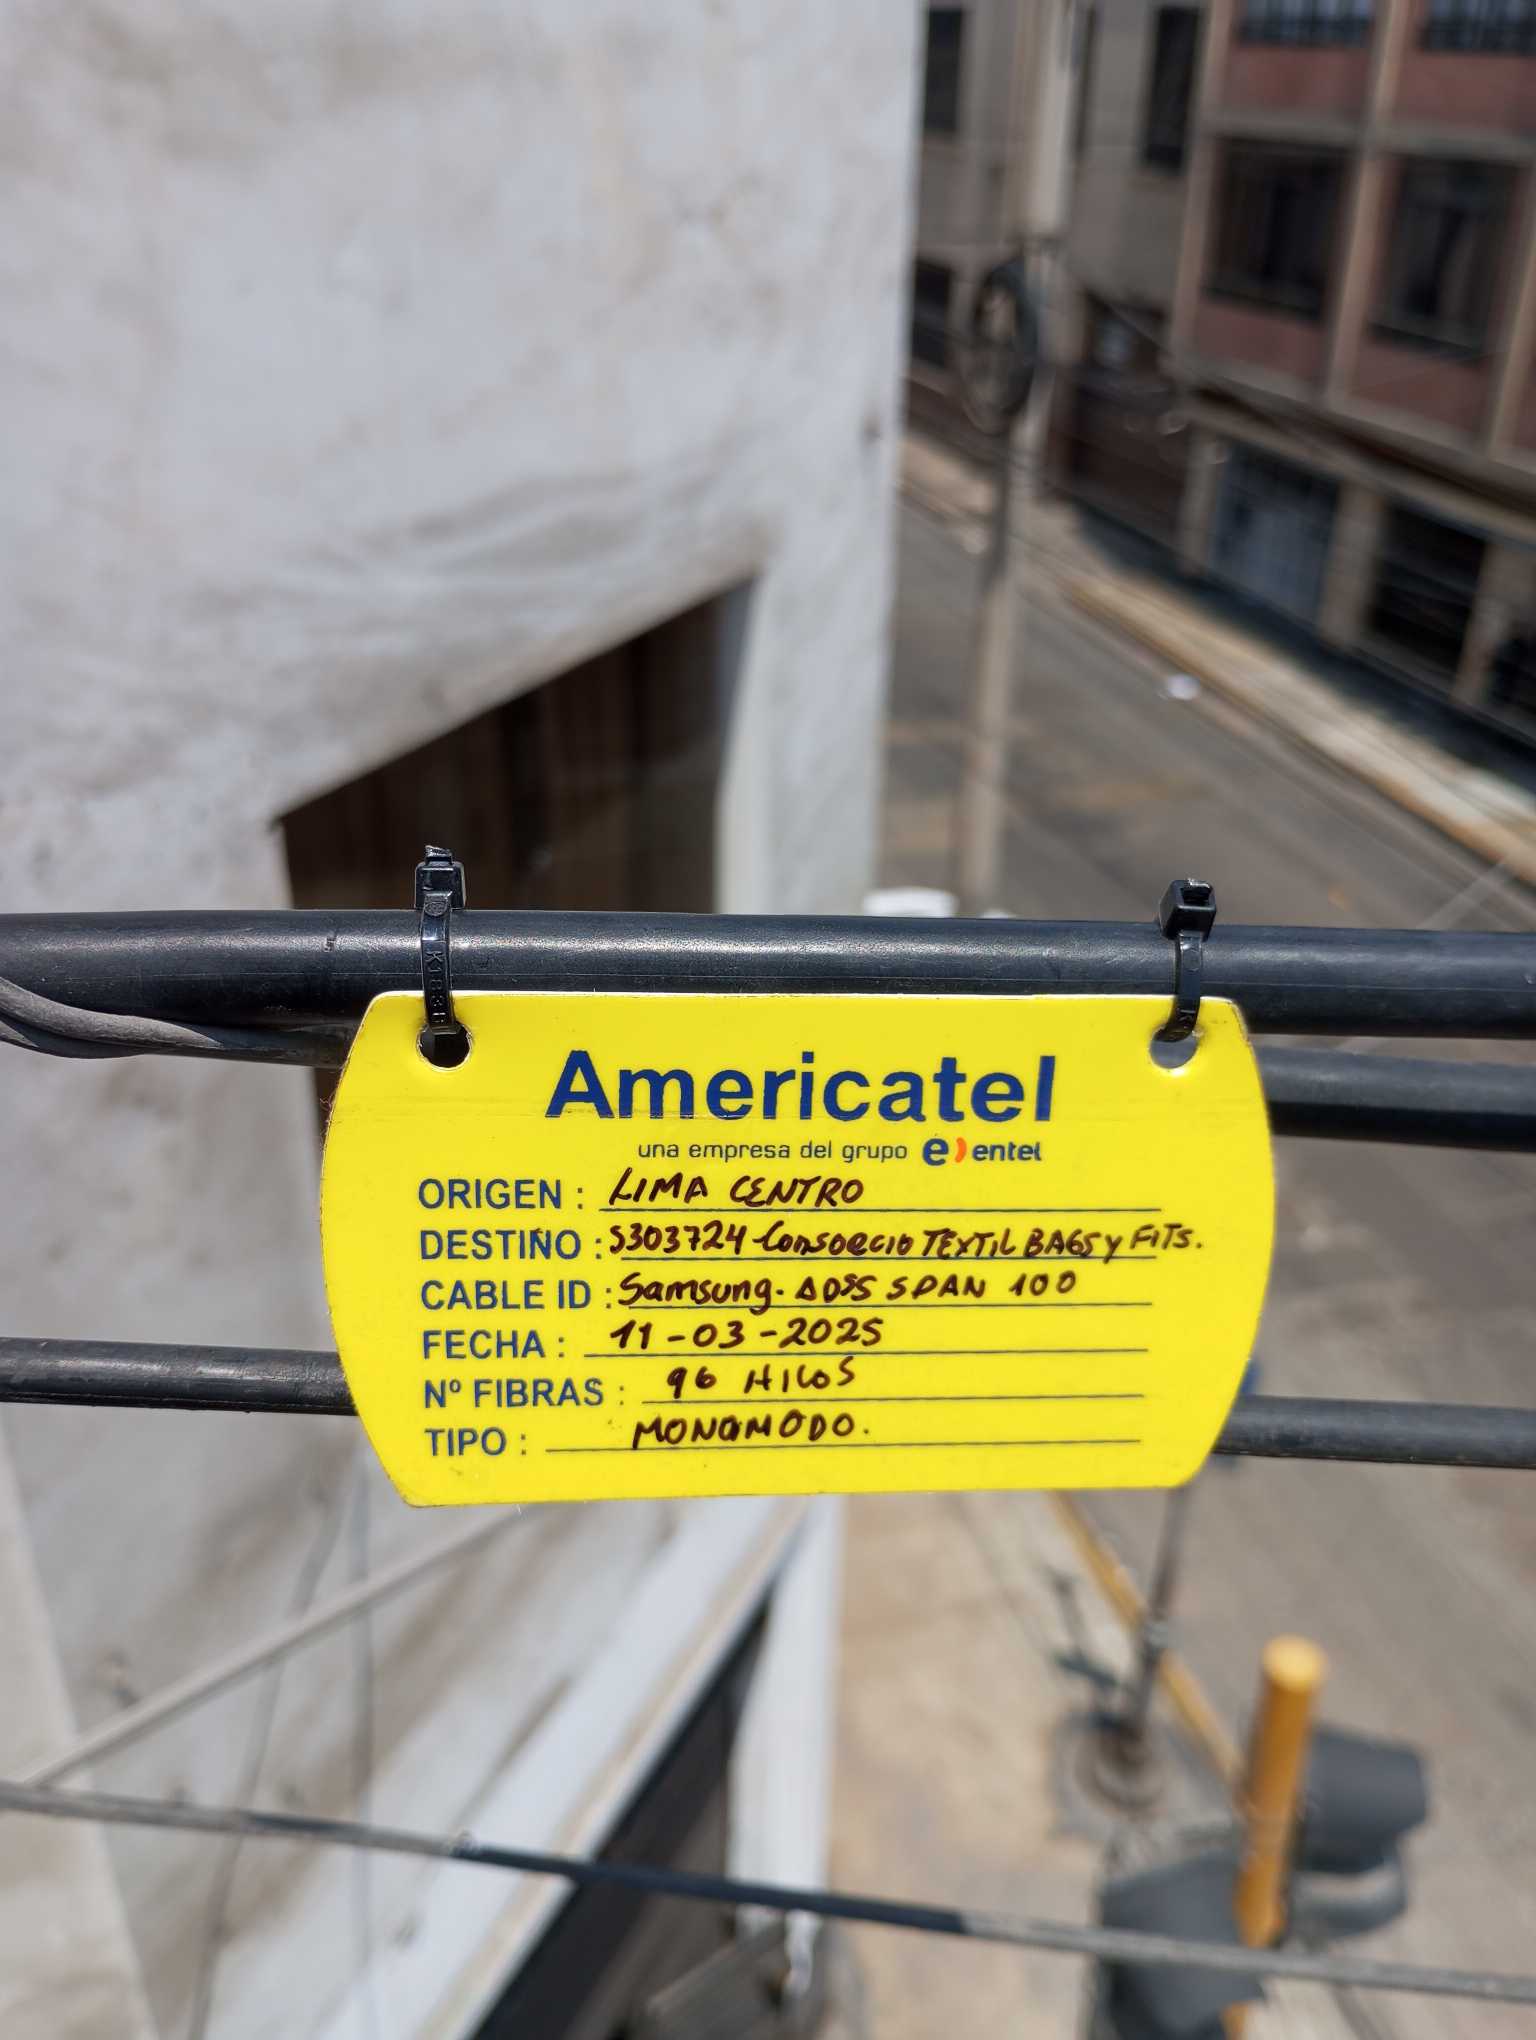 Americatel
una empresa del grupo e) entel
ORIGEN : LIMA CENTRO
DESTINO : S303724-Consorcio TEXTIL BAGS y FITS.
CABLE ID : Samsung. ADSS SPAN 100
FECHA : 11-03-2025
Nº FIBRAS : 96 HILOS
TIPO : MONOMODO.